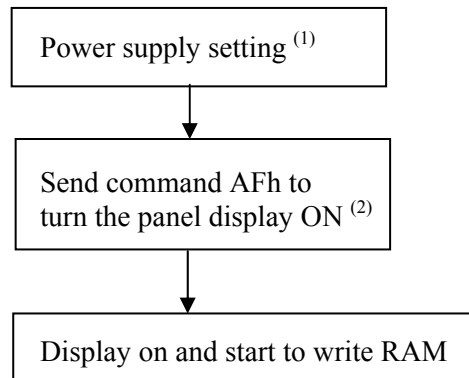 Power supply setting (1)
Send command AFh to
turn the panel display ON (2)
Display on and start to write RAM